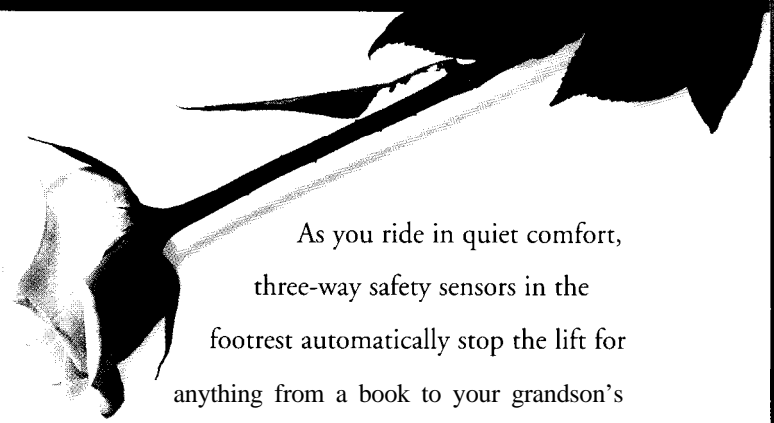 As you ride in quiet comfort,
three-way safety sensors in the
footrest automatically stop the lift for
anything from a book to your grandson's